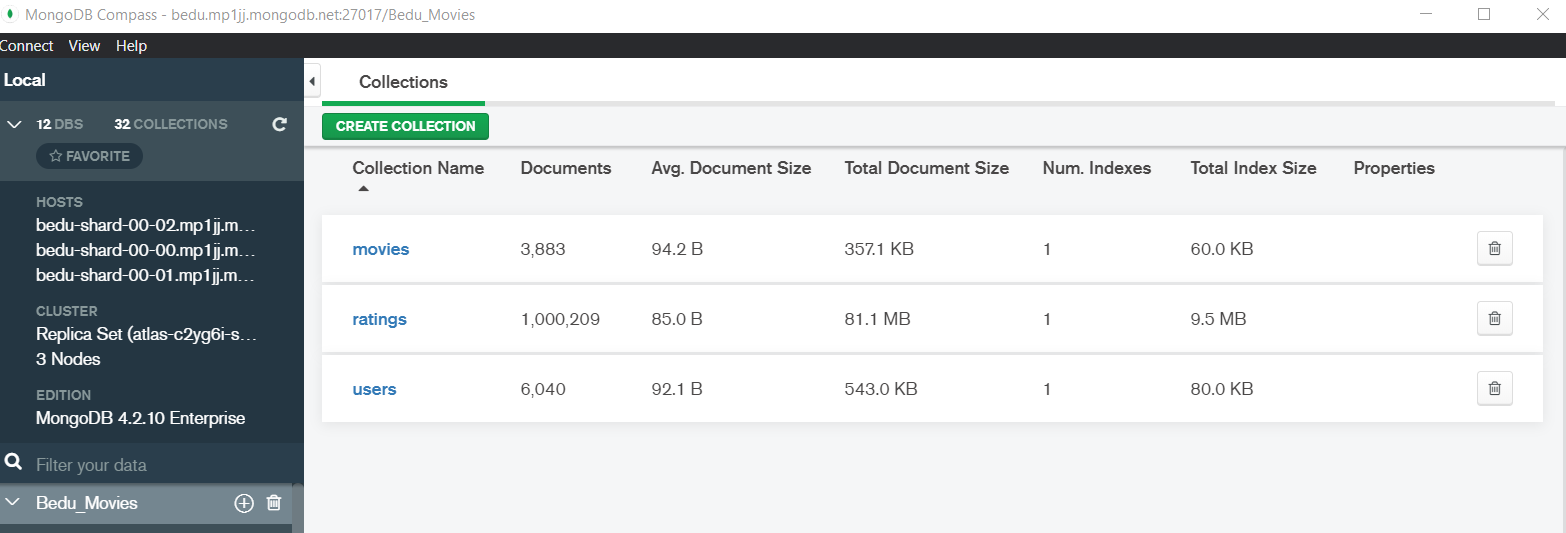 MongoDB Compass - bedu.mp1jj.mongodb.net:27017/Bedu_Movies
Connect View Help
Local
12 DBS 32 COLLECTIONS
FAVORITE
HOSTS
bedu-shard-00-02.mp1jj.m...
bedu-shard-00-00.mp1jj.m...
bedu-shard-00-01.mp1jj.m...
CLUSTER
Replica Set (atlas-c2yg6i-s...
3 Nodes
EDITION
MongoDB 4.2.10 Enterprise
Filter your data
Bedu_Movies
Collections
CREATE COLLECTION
Collection Name Documents Avg. Document Size Total Document Size Num. Indexes Total Index Size Properties
movies 3,883 94.2 B 357.1 KB 1 60.0 KB
ratings 1,000,209 85.0 B 81.1 MB 1 9.5 MB
users 6,040 92.1 B 543.0 KB 1 80.0 KB